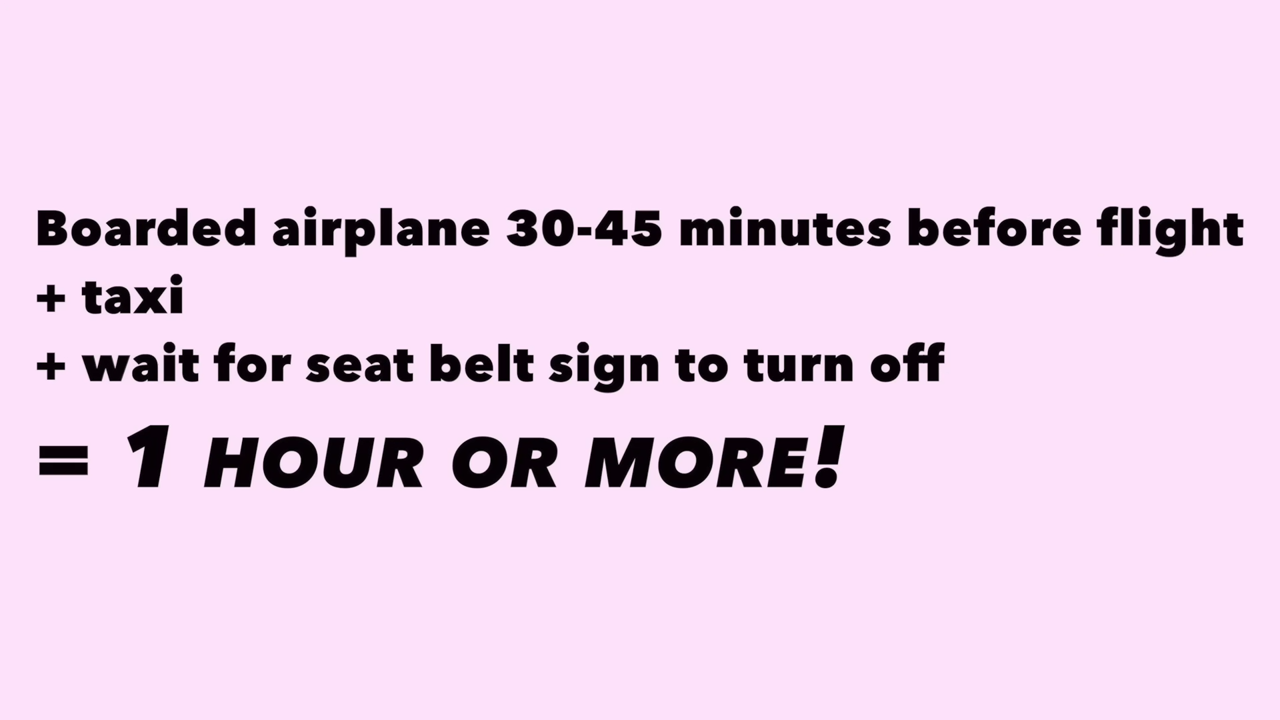 Boarded airplane 30-45 minutes before flight
+ taxi
+ wait for seat belt sign to turn off
= 1 HOUR OR MORE!